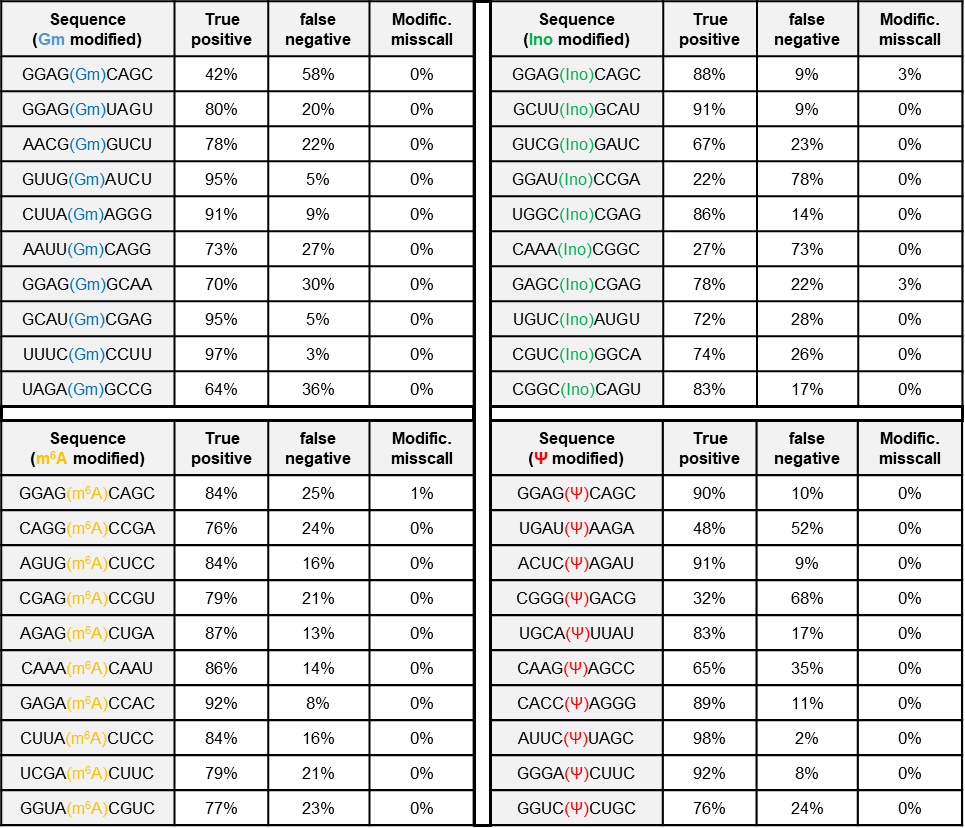 Sequence (Gm modified) True positive false negative Modific. misscall
GGAG(Gm)CAGC 42% 58% 0%
GGAG(Gm)UAGU 80% 20% 0%
AACG(Gm)GUCU 78% 22% 0%
GUUG(Gm)AUCU 95% 5% 0%
CUUA(Gm)AGGG 91% 9% 0%
AAUU(Gm)CAGG 73% 27% 0%
GGAG(Gm)GCAA 70% 30% 0%
GCAU(Gm)CGAG 95% 5% 0%
UUUC(Gm)CCUU 97% 3% 0%
UAGA(Gm)GCCG 64% 36% 0%
Sequence (Ino modified) True positive false negative Modific. misscall
GGAG(Ino)CAGC 88% 9% 3%
GCUU(Ino)GCAU 91% 9% 0%
GUCG(Ino)GAUC 67% 23% 0%
GGAU(Ino)CCGA 22% 78% 0%
UGGC(Ino)CGAG 86% 14% 0%
CAAA(Ino)CGGC 27% 73% 0%
GAGC(Ino)CGAG 78% 22% 3%
UGUC(Ino)AUGU 72% 28% 0%
CGUC(Ino)GGCA 74% 26% 0%
CGGC(Ino)CAGU 83% 17% 0%
Sequence (m⁶A modified) True positive false negative Modific. misscall
GGAG(m⁶A)CAGC 84% 25% 1%
CAGG(m⁶A)CCGA 76% 24% 0%
AGUG(m⁶A)CUCC 84% 16% 0%
CGAG(m⁶A)CCGU 79% 21% 0%
AGAG(m⁶A)CUGA 87% 13% 0%
CAAA(m⁶A)CAAU 86% 14% 0%
GAGA(m⁶A)CCAC 92% 8% 0%
CUUA(m⁶A)CUCC 84% 16% 0%
UCGA(m⁶A)CUUC 79% 21% 0%
GGUA(m⁶A)CGUC 77% 23% 0%
Sequence (Ψ modified) True positive false negative Modific. misscall
GGAG(Ψ)CAGC 90% 10% 0%
UGAU(Ψ)AAGA 48% 52% 0%
ACUC(Ψ)AGAU 91% 9% 0%
CGGG(Ψ)GACG 32% 68% 0%
UGCA(Ψ)UUAU 83% 17% 0%
CAAG(Ψ)AGCC 65% 35% 0%
CACC(Ψ)AGGG 89% 11% 0%
AUUC(Ψ)UAGC 98% 2% 0%
GGGA(Ψ)CUUC 92% 8% 0%
GGUC(Ψ)CUGC 76% 24% 0%